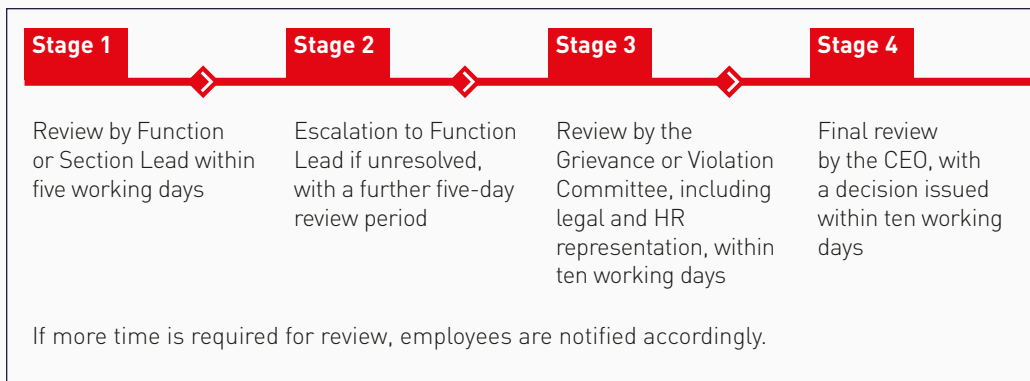 Stage 1
Review by Function
or Section Lead within
five working days
Stage 2
Escalation to Function
Lead if unresolved,
with a further five-day
review period
Stage 3
Review by the
Grievance or Violation
Committee, including
legal and HR
representation, within
ten working days
Stage 4
Final review
by the CEO, with
a decision issued
within ten working
days
If more time is required for review, employees are notified accordingly.